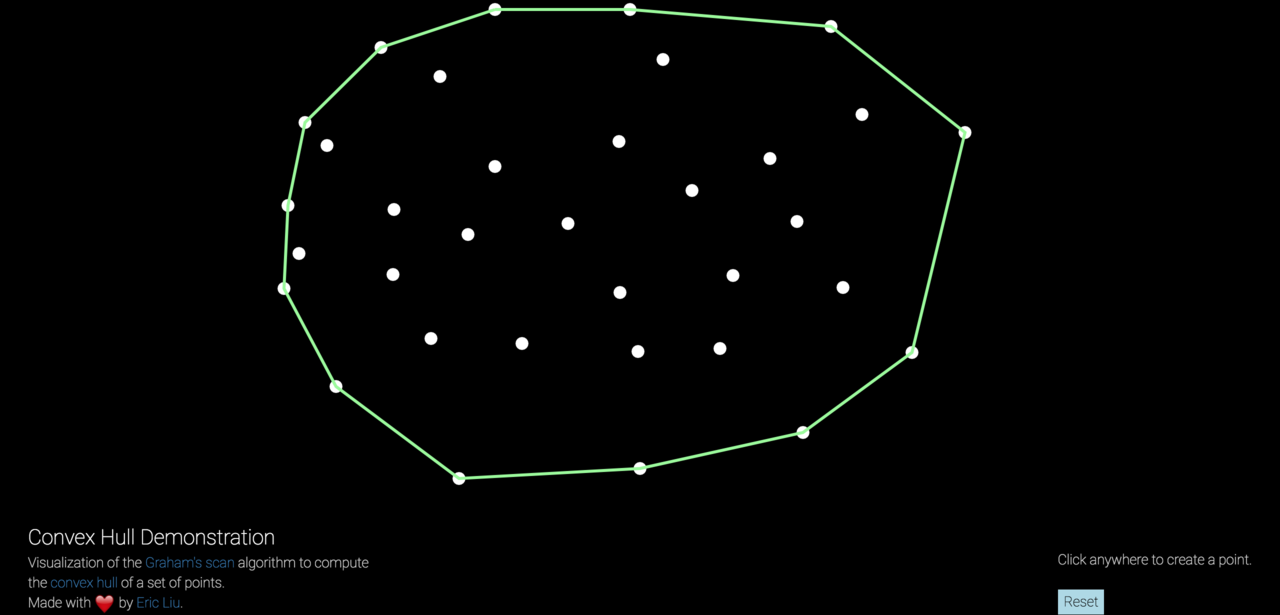 Convex Hull Demonstration
Visualization of the Graham's scan algorithm to compute
the convex hull of a set of points.
Made with ❤️ by Eric Liu.
Click anywhere to create a point.
Reset